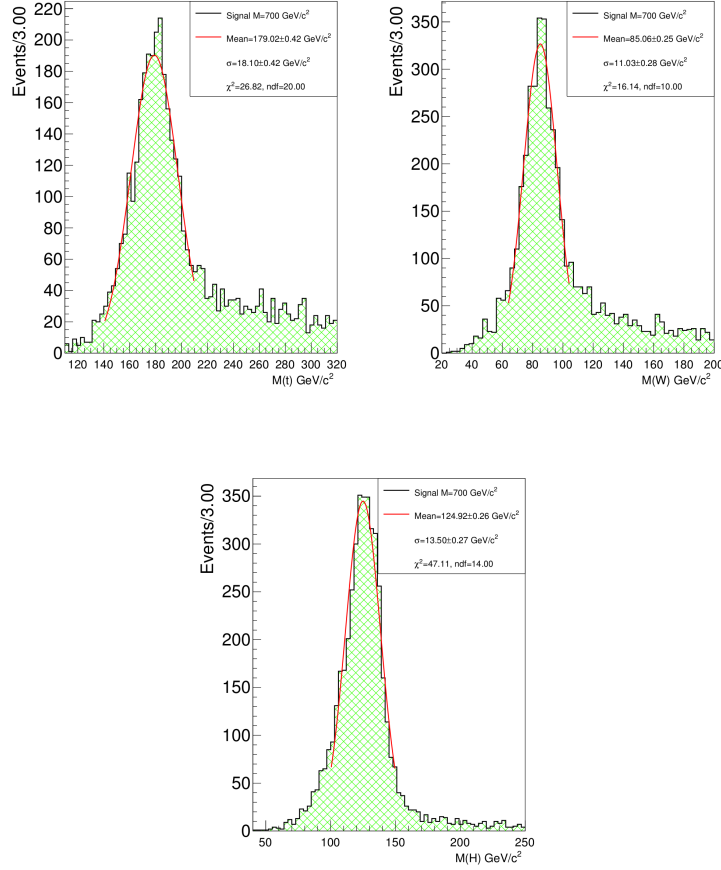 Events/3.00
220
200
180
160
140
120
100
80
60
40
20
0
120 140 160 180 200 220 240 260 280 300 320
M(t) GeV/c²
Signal M=700 GeV/c²
Mean=179.02±0.42 GeV/c²
σ=18.10±0.42 GeV/c²
χ²=26.82, ndf=20.00
Events/3.00
350
300
250
200
150
100
50
0
20 40 60 80 100 120 140 160 180 200
M(W) GeV/c²
Signal M=700 GeV/c²
Mean=85.06±0.25 GeV/c²
σ=11.03±0.28 GeV/c²
χ²=16.14, ndf=10.00
Events/3.00
350
300
250
200
150
100
50
0
50 100 150 200 250
M(H) GeV/c²
Signal M=700 GeV/c²
Mean=124.92±0.26 GeV/c²
σ=13.50±0.27 GeV/c²
χ²=47.11, ndf=14.00